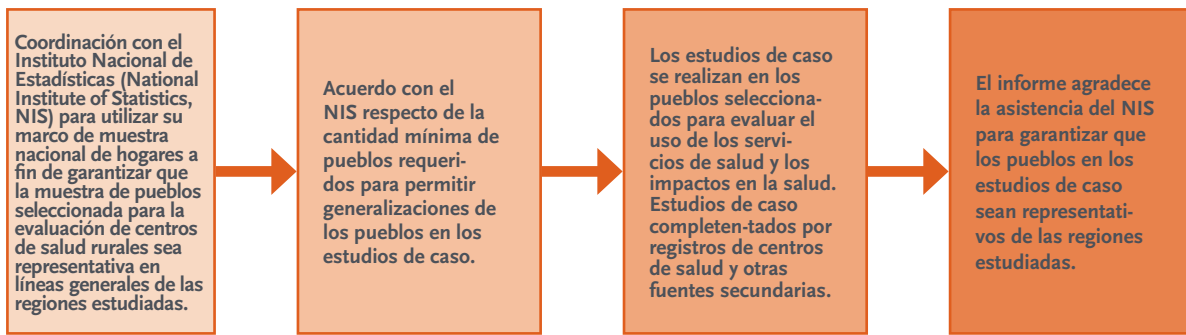 Coordinación con el
Instituto Nacional de
Estadísticas (National
Institute of Statistics,
NIS) para utilizar su
marco de muestra
nacional de hogares a
fin de garantizar que
la muestra de pueblos
seleccionada para la
evaluación de centros
de salud rurales sea
representativa en
líneas generales de las
regiones estudiadas.
Acuerdo con el
NIS respecto de la
cantidad mínima de
pueblos requeri-
dos para permitir
generalizaciones de
los pueblos en los
estudios de caso.
Los estudios de caso
se realizan en los
pueblos selecciona-
dos para evaluar el
uso de los servi-
cios de salud y los
impactos en la salud.
Estudios de caso
completen-tados por
registros de centros
de salud y otras
fuentes secundarias.
El informe agradece
la asistencia del NIS
para garantizar que
los pueblos en los
estudios de caso
sean representati-
vos de las regiones
estudiadas.